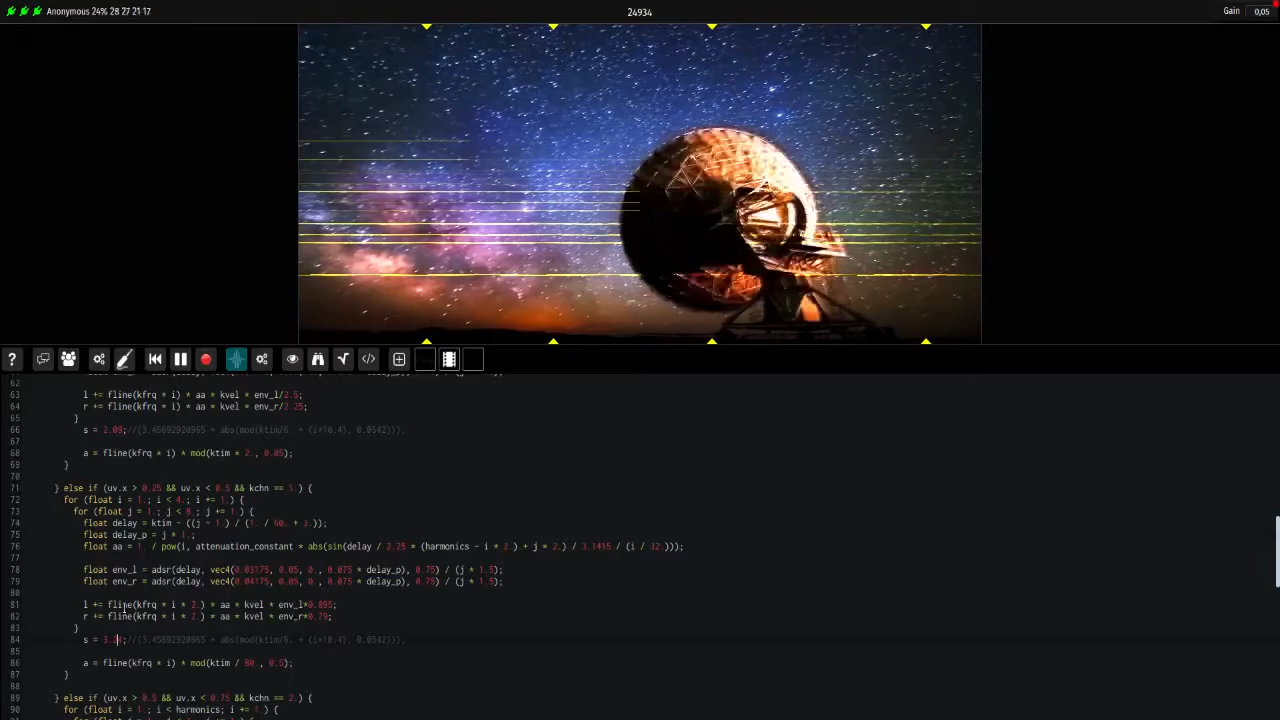 Anonymous 24% 28 27 21·17
24934
Gain 0,05
62
63 l += fline(kfrq * i) * aa * kvel * env_l/2.5;
64 r += fline(kfrq * i) * aa * kvel * env_r/2.25;
65 }
66 s = 2.09;//(3.45692920965 + abs(mod(ktim/6. + (i*10.4), 0.0542))),
67
68 a = fline(kfrq * i) * mod(ktim * 2., 0.05);
69 }
70
71 } else if (uv.x > 0.25 && uv.x < 0.5 && kchn == 1.) {
72 for (float i = 1.; i < 4.; i += 1.) {
73 for (float j = 1.; j < 8.; j += 1.) {
74 float delay = ktim - ((j - 1.) / (1. / 60. + 3.));
75 float delay_p = j * 1.;
76 float aa = 1. / pow(i, attenuation_constant * abs(sin(delay / 2.25 * (harmonics - i * 2.) + j * 2.) / 3.1415 / (i / 32.)));
77
78 float env_l = adsr(delay, vec4(0.03175, 0.05, 0., 0.075 * delay_p), 0.75) / (j * 1.5);
79 float env_r = adsr(delay, vec4(0.04175, 0.05, 0., 0.075 * delay_p), 0.75) / (j * 1.5);
80
81 l += fline(kfrq * i * 2.) * aa * kvel * env_l*0.895;
82 r += fline(kfrq * i * 2.) * aa * kvel * env_r*0.79;
83 }
84 s = 3.24;//(3.45692920965 + abs(mod(ktim/6. + (i*10.4), 0.0542))),
85
86 a = fline(kfrq * i) * mod(ktim / 80., 0.5);
87 }
88
89 } else if (uv.x > 0.5 && uv.x < 0.75 && kchn == 2.) {
90 for (float i = 1.; i < harmonics; i += 1.) {